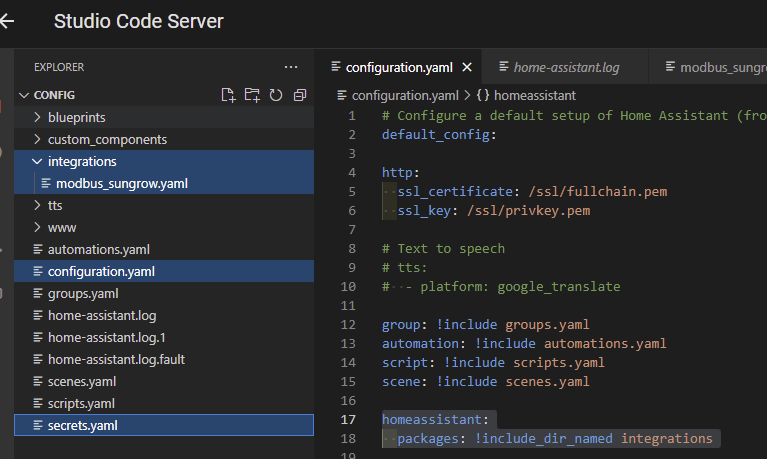 Studio Code Server
EXPLORER
CONFIG
blueprints
custom_components
integrations
modbus_sungrow.yaml
tts
www
automations.yaml
configuration.yaml
groups.yaml
home-assistant.log
home-assistant.log.1
home-assistant.log.fault
scenes.yaml
scripts.yaml
secrets.yaml
configuration.yaml home-assistant.log modbus_sungro
configuration.yaml > {} homeassistant
1 # Configure a default setup of Home Assistant (fro
2 default_config:
3
4 http:
5 ssl_certificate: /ssl/fullchain.pem
6 ssl_key: /ssl/privkey.pem
7
8 # Text to speech
9 # tts:
10 # - platform: google_translate
11
12 group: !include groups.yaml
13 automation: !include automations.yaml
14 script: !include scripts.yaml
15 scene: !include scenes.yaml
16
17 homeassistant:
18 packages: !include_dir_named integrations
19